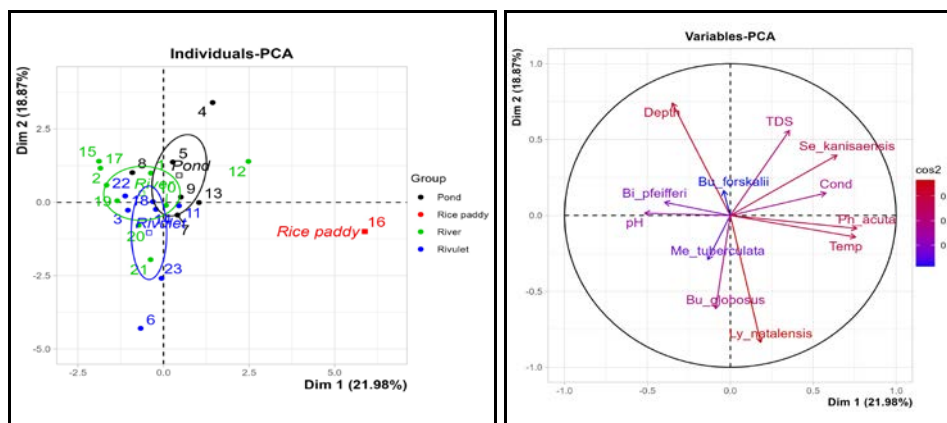 Individuals-PCA
Dim 2 (18.87%)
2.5
0.0
-2.5
-5.0
-2.5
0.0
2.5
5.0
Dim 1 (21.98%)
4
15
17
8
5
Pond
12
2
River
9
13
22
19
18
11
3
7
Rivulet
20
21
23
6
Rice paddy
16
Group
Pond
Rice paddy
River
Rivulet
Variables-PCA
Dim 2 (18.87%)
1.0
0.5
0.0
-0.5
-1.0
-1.0
-0.5
0.0
0.5
1.0
Dim 1 (21.98%)
Depth
TDS
Se_kanisaensis
Bu_forskalii
Cond
Bi_pfeifferi
pH
Ph_acuta
Temp
Me_tuberculata
Bu_globosus
Ly_natalensis
cos2